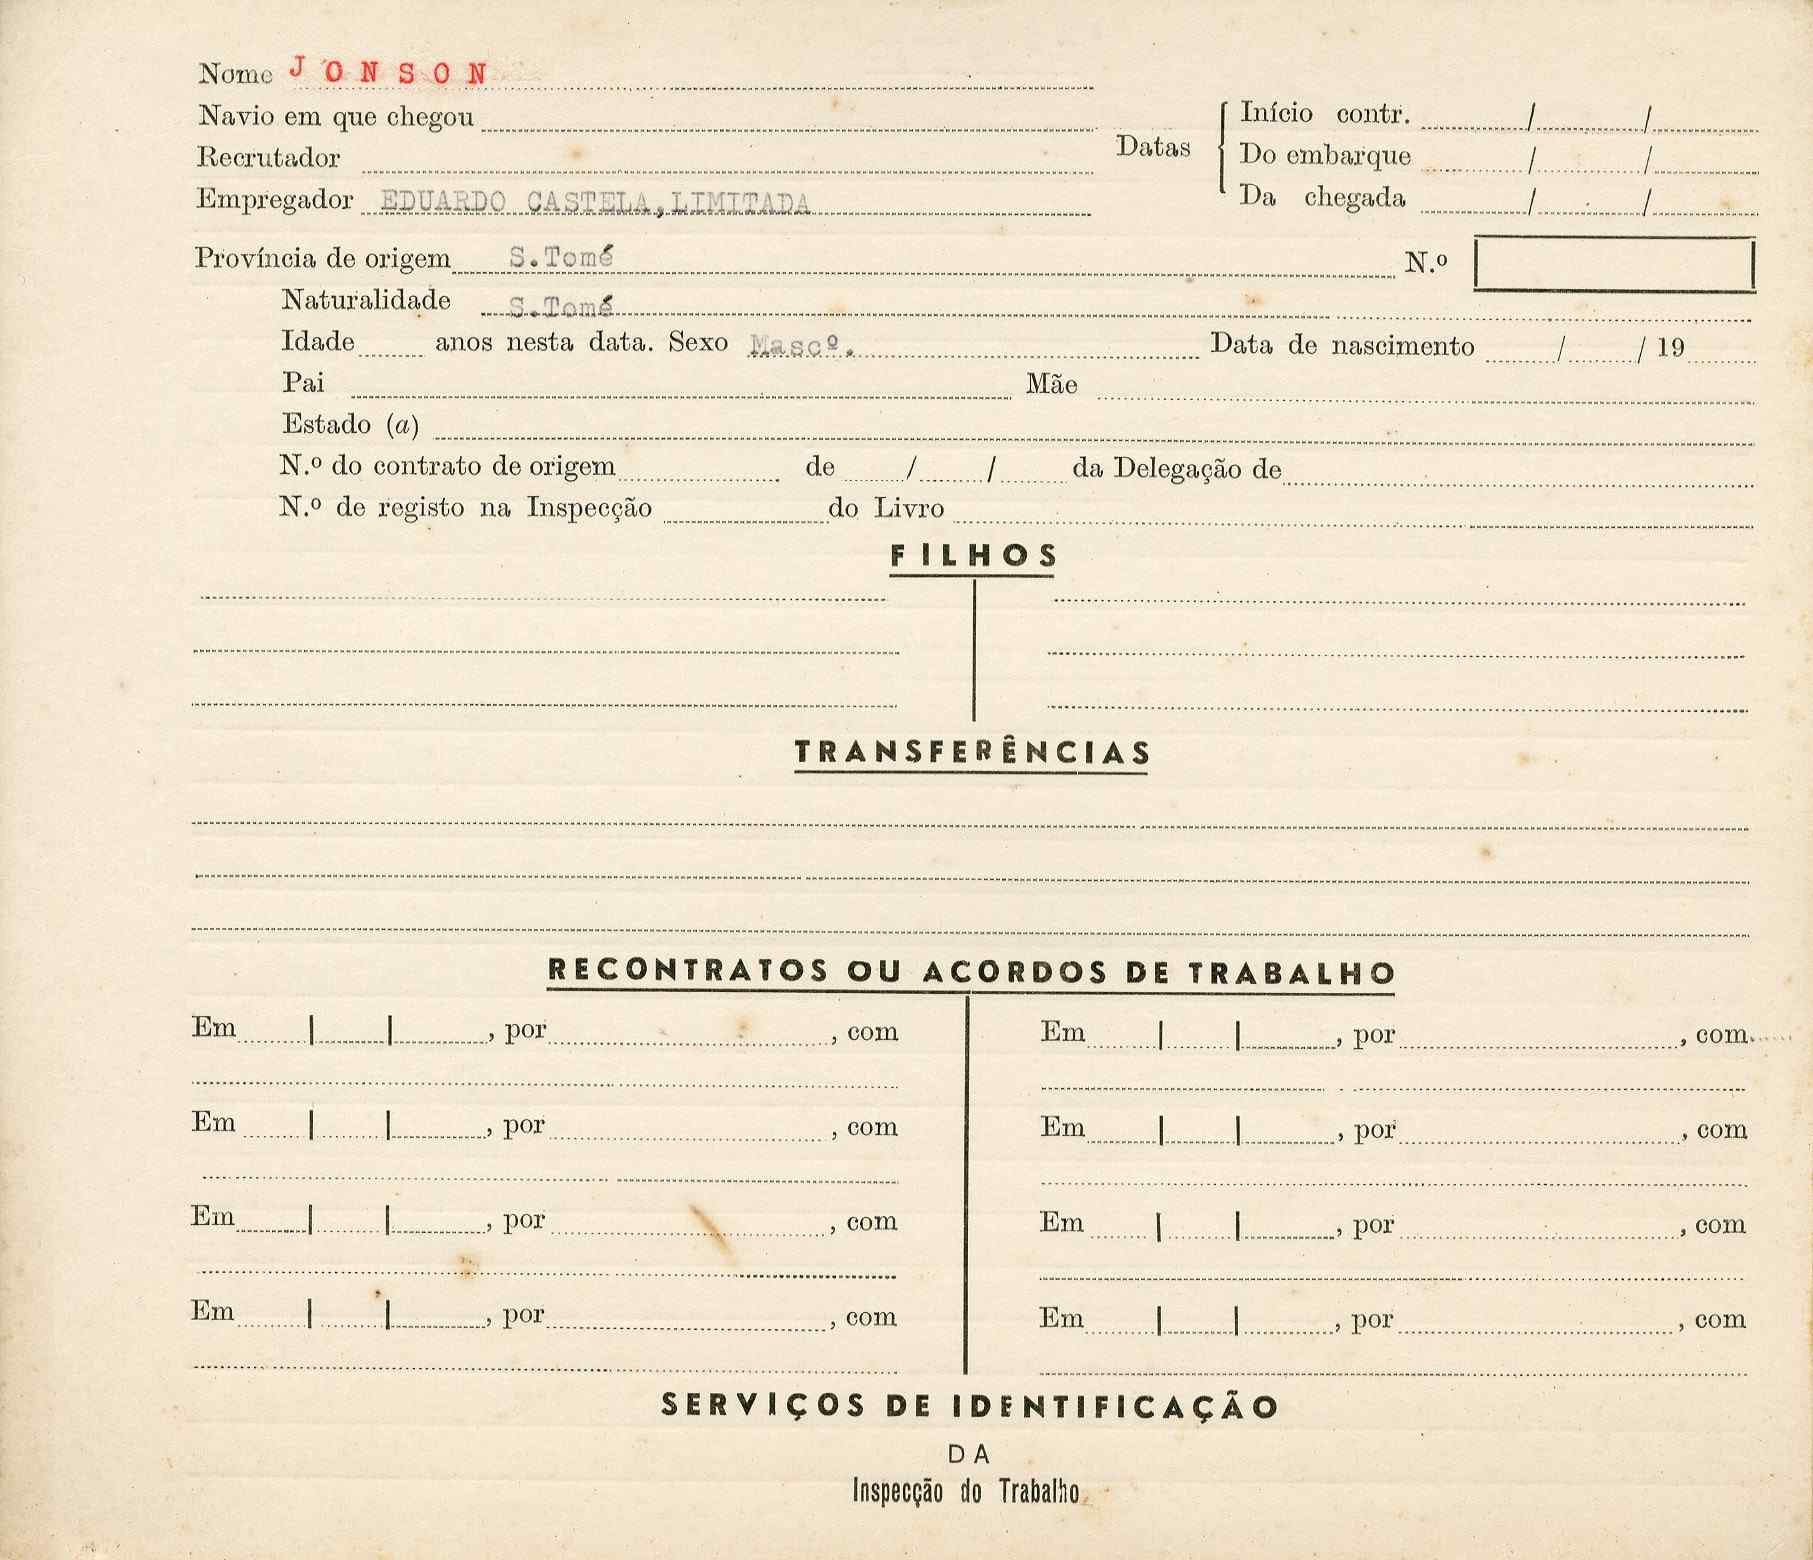 Nome J O N S O N
Navio em que chegou
Recrutador
Empregador EDUARDO CASTELA, LIMITADA
Datas
Início contr. / /
Do embarque / /
Da chegada / /
Província de origem S. Tomé N.º
Naturalidade S. Tomé
Idade anos nesta data. Sexo Mascº. Data de nascimento / / 19
Pai Mãe
Estado (a)
N.º do contrato de origem de / / da Delegação de
N.º de registo na Inspecção do Livro
FILHOS
TRANSFERÊNCIAS
RECONTRATOS OU ACORDOS DE TRABALHO
Em | | , por , com Em | | , por , com
Em | | , por , com Em | | , por , com
Em | | , por , com Em | | , por , com
Em | | , por , com Em | | , por , com
SERVIÇOS DE IDENTIFICAÇÃO
DA
Inspecção do Trabalho